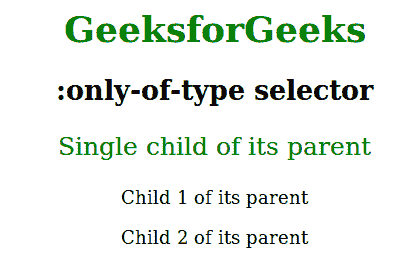 GeeksforGeeks
:only-of-type selector
Single child of its parent
Child 1 of its parent
Child 2 of its parent